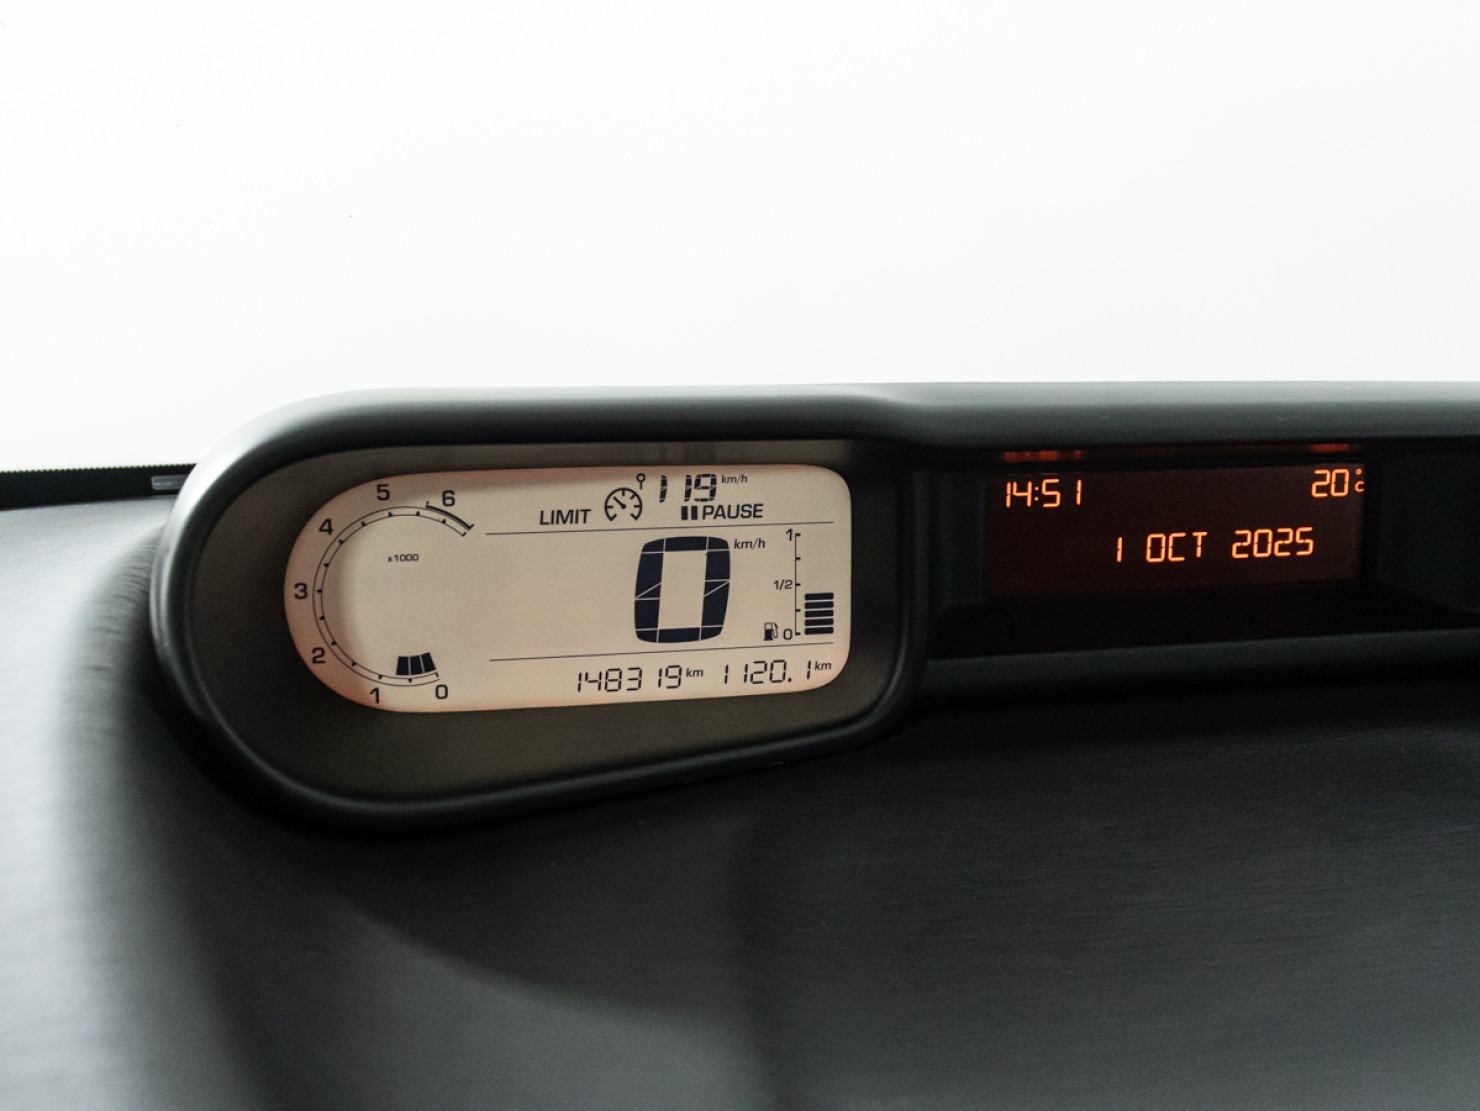 5 6
4
3
2
1 0
x1000
LIMIT 119 km/h
PAUSE
0 km/h
1
1/2
0
148319 km 1120.1 km
14:51 20°C
1 OCT 2025